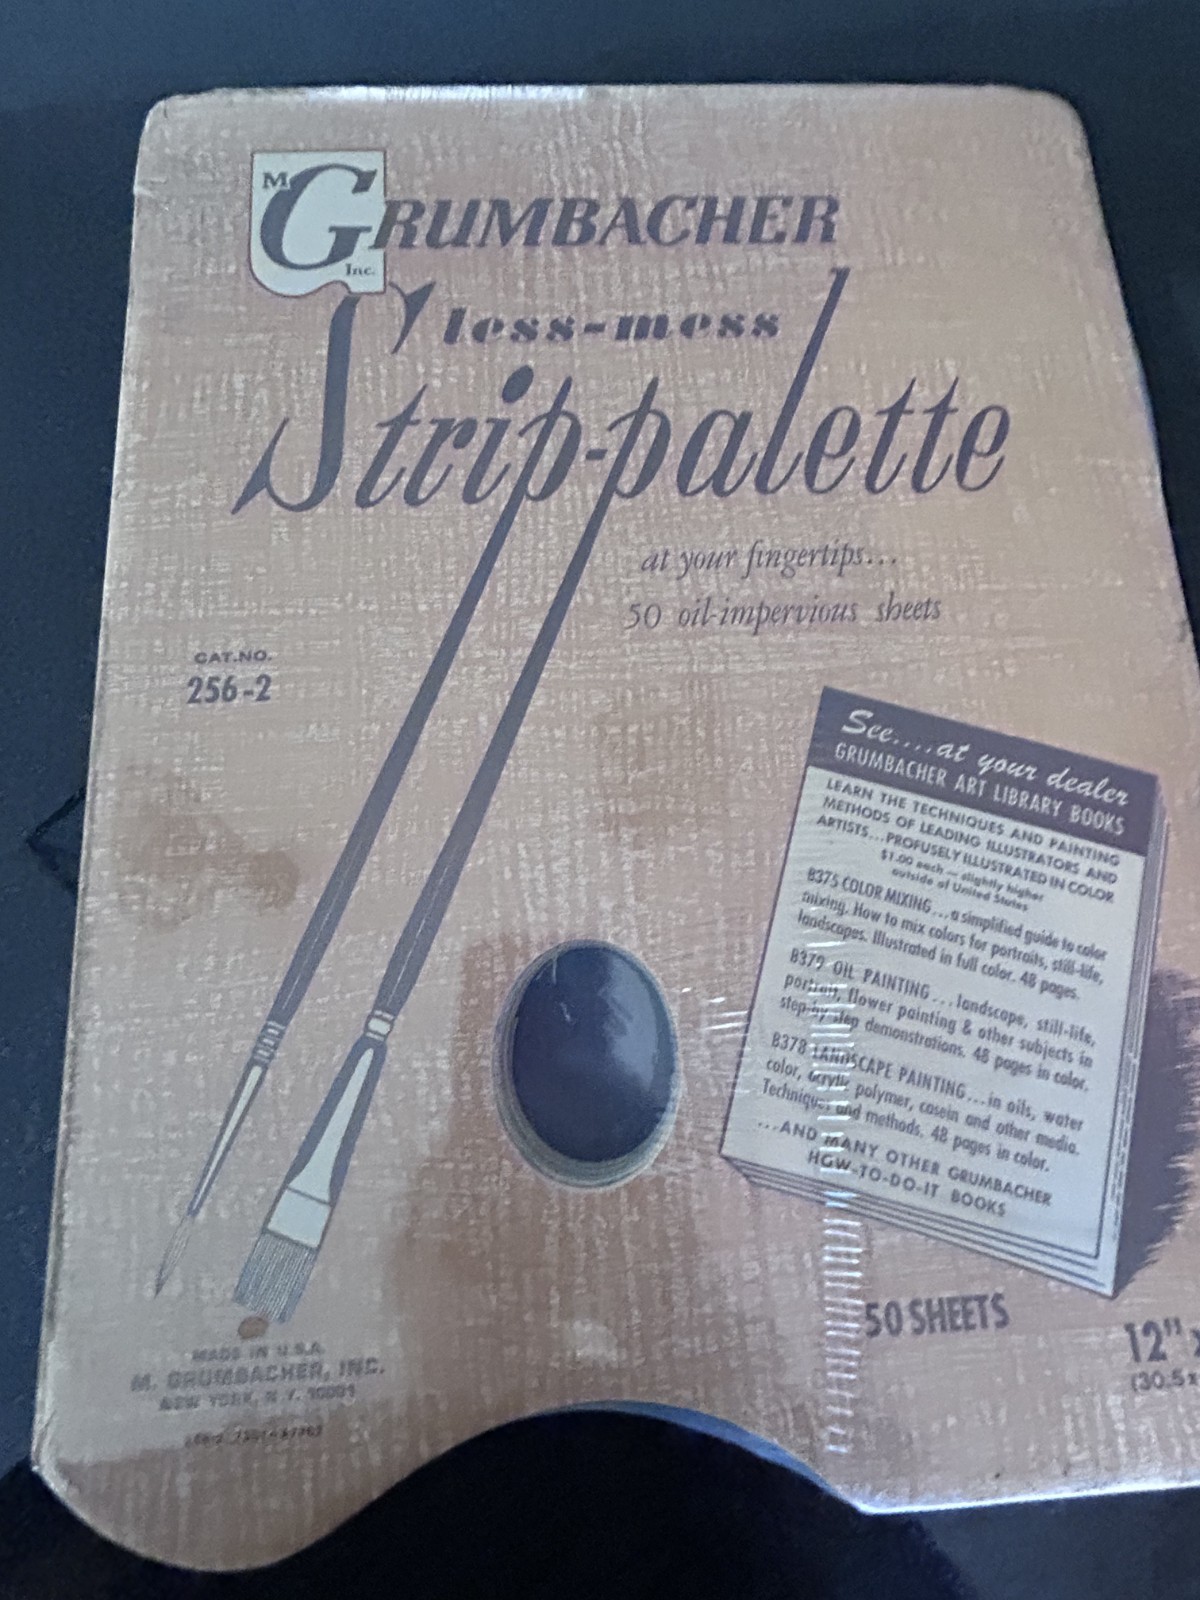 M GRUMBACHER Inc.
less-mess
Strip-palette
at your fingertips...
50 oil-impervious sheets
CAT.NO.
256-2
See....at your dealer
GRUMBACHER ART LIBRARY BOOKS
LEARN THE TECHNIQUES AND PAINTING
METHODS OF LEADING ILLUSTRATORS AND
ARTISTS...PROFUSELY ILLUSTRATED IN COLOR
$1.00 each — slightly higher
outside of United States
B375 COLOR MIXING...a simplified guide to color
mixing. How to mix colors for portraits, still-life,
landscapes. Illustrated in full color. 48 pages.
B379 OIL PAINTING...landscape, still-life,
portrait, flower painting & other subjects in
step-by step demonstrations. 48 pages in color.
B378 LANDSCAPE PAINTING...in oils, water
color, acrylic polymer, casein and other media.
Techniques and methods. 48 pages in color.
...AND MANY OTHER GRUMBACHER
HOW-TO-DO-IT BOOKS
50 SHEETS
12" x
(30.5 x
MADE IN U.S.A.
M. GRUMBACHER, INC.
NEW YORK, N. Y. 10001